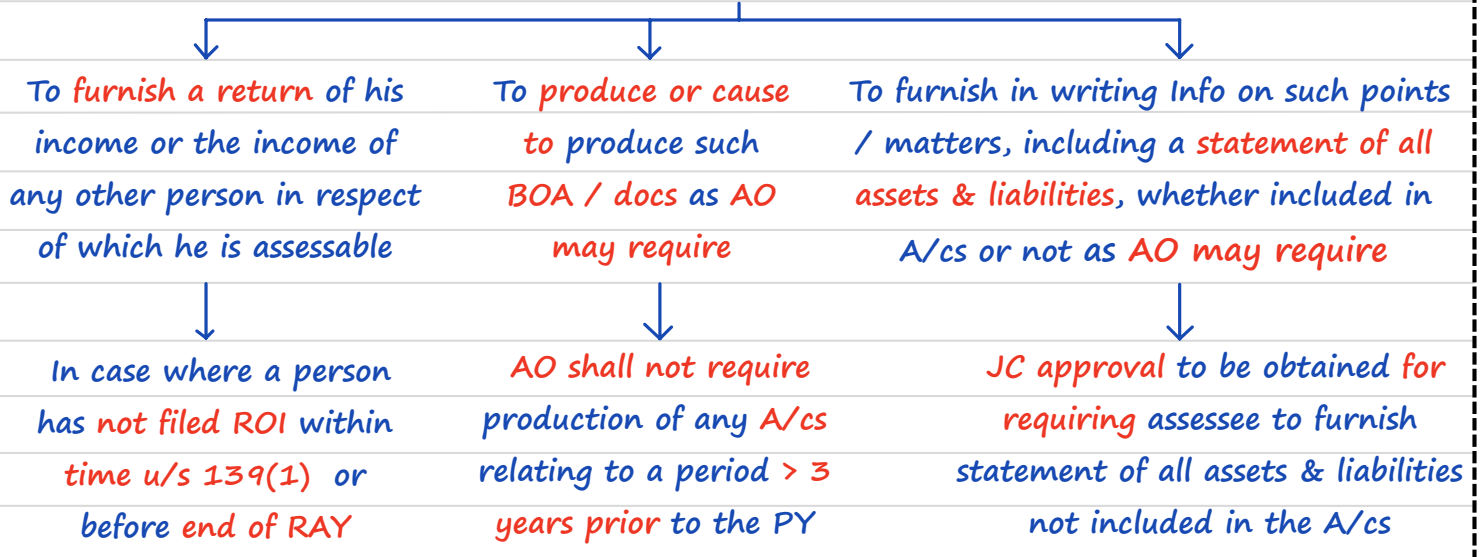 To furnish a return of his
income or the income of
any other person in respect
of which he is assessable
To produce or cause
to produce such
BOA / docs as AO
may require
To furnish in writing Info on such points
/ matters, including a statement of all
assets & liabilities, whether included in
A/cs or not as AO may require
In case where a person
has not filed ROI within
time u/s 139(1) or
before end of RAY
AO shall not require
production of any A/cs
relating to a period > 3
years prior to the PY
JC approval to be obtained for
requiring assessee to furnish
statement of all assets & liabilities
not included in the A/cs